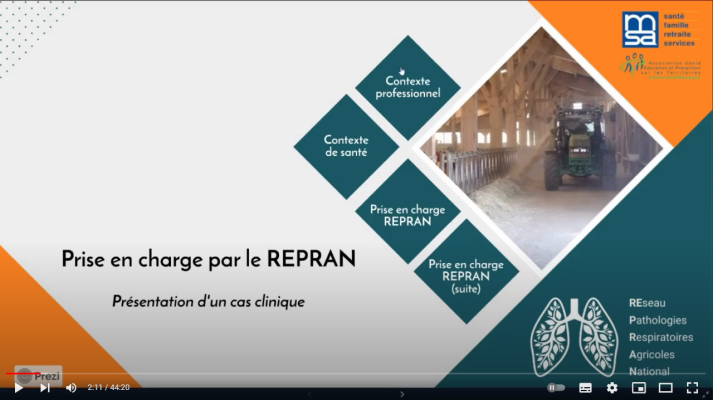 msa
santé
famille
retraite
services
Association Santé
Éducation et Prévention
sur les Territoires
Contexte
professionnel
Contexte
de santé
Prise en charge
REPRAN
Prise en charge
REPRAN
(suite)
Prise en charge par le REPRAN
Présentation d'un cas clinique
REseau
Pathologies
Respiratoires
Agricoles
National
Prezi
2:11 / 44:20